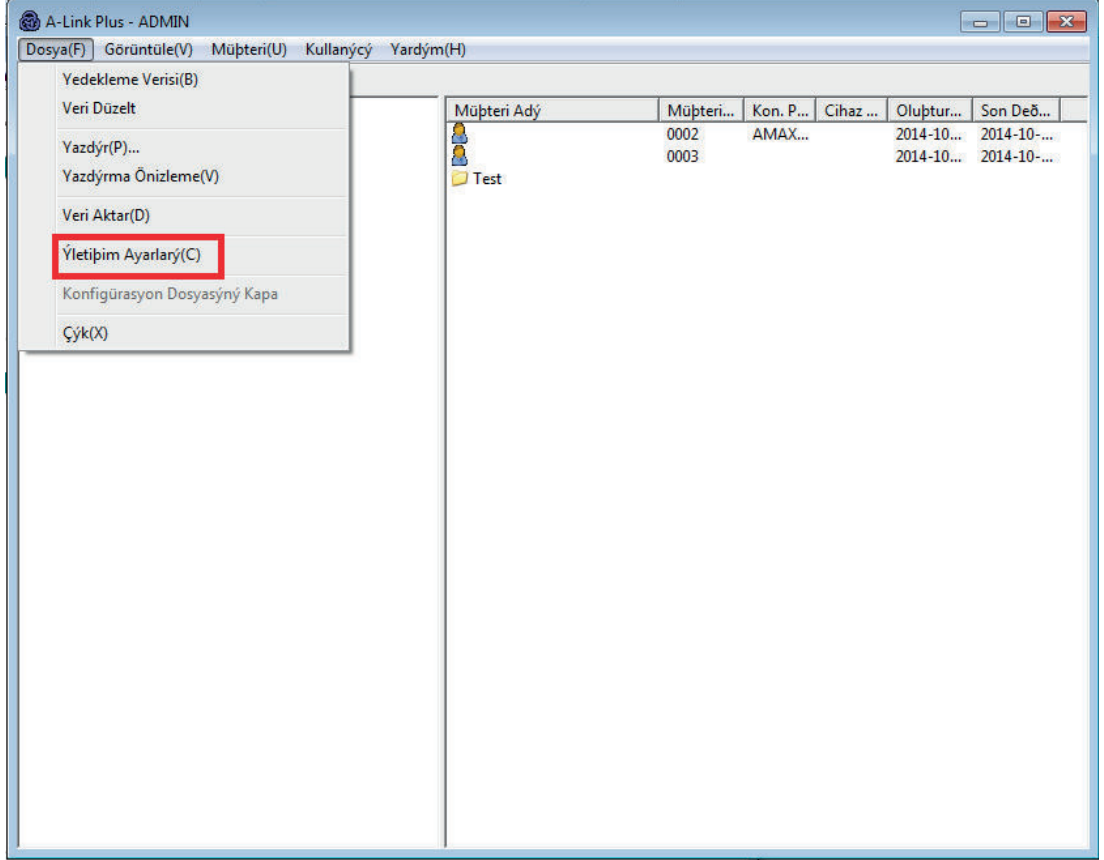 A-Link Plus - ADMIN
Dosya(F) Görüntüle(V) Müþteri(U) Kullanýcý Yardým(H)
Yedekleme Verisi(B)
Veri Düzelt
Yazdýr(P)...
Yazdýrma Önizleme(V)
Veri Aktar(D)
Ýletiþim Ayarlarý(C)
Konfigürasyon Dosyasýný Kapa
Çýk(X)
Müþteri Adý Müþteri... Kon. P... Cihaz ... Oluþtur... Son Deð...
0002 AMAX... 2014-10... 2014-10-...
0003 2014-10... 2014-10-...
Test